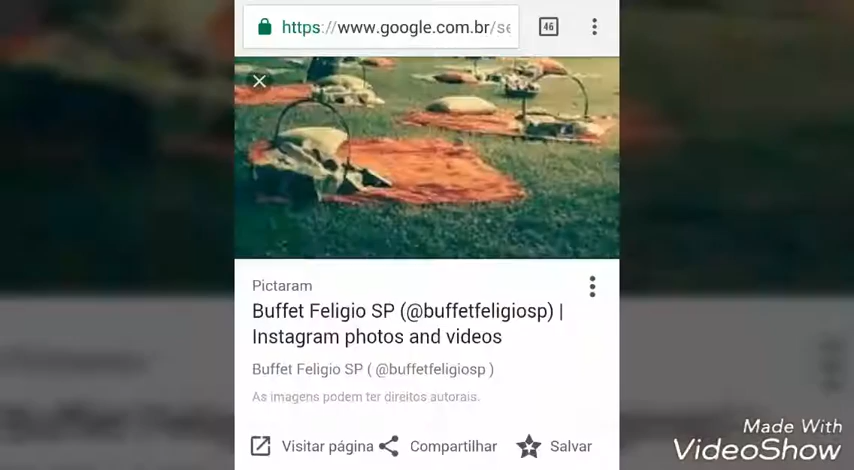 https://www.google.com.br/se
46
Pictaram
Buffet Feligio SP (@buffetfeligiosp) |
Instagram photos and videos
Buffet Feligio SP ( @buffetfeligiosp )
As imagens podem ter direitos autorais.
Visitar página
Compartilhar
Salvar
Made With
VideoShow